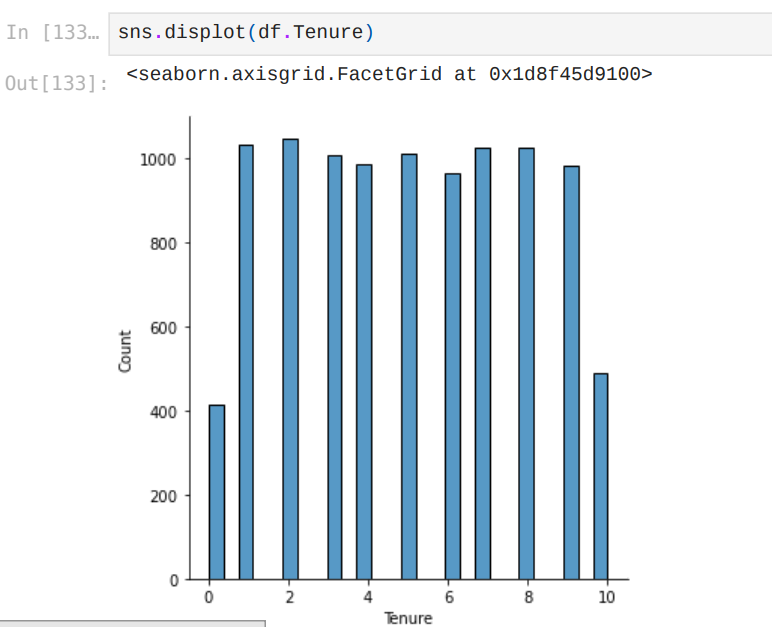 In [133…
sns.displot(df.Tenure)
Out[133]:
<seaborn.axisgrid.FacetGrid at 0x1d8f45d9100>
1000
800
600
400
200
0
Count
0 2 4 6 8 10
Tenure